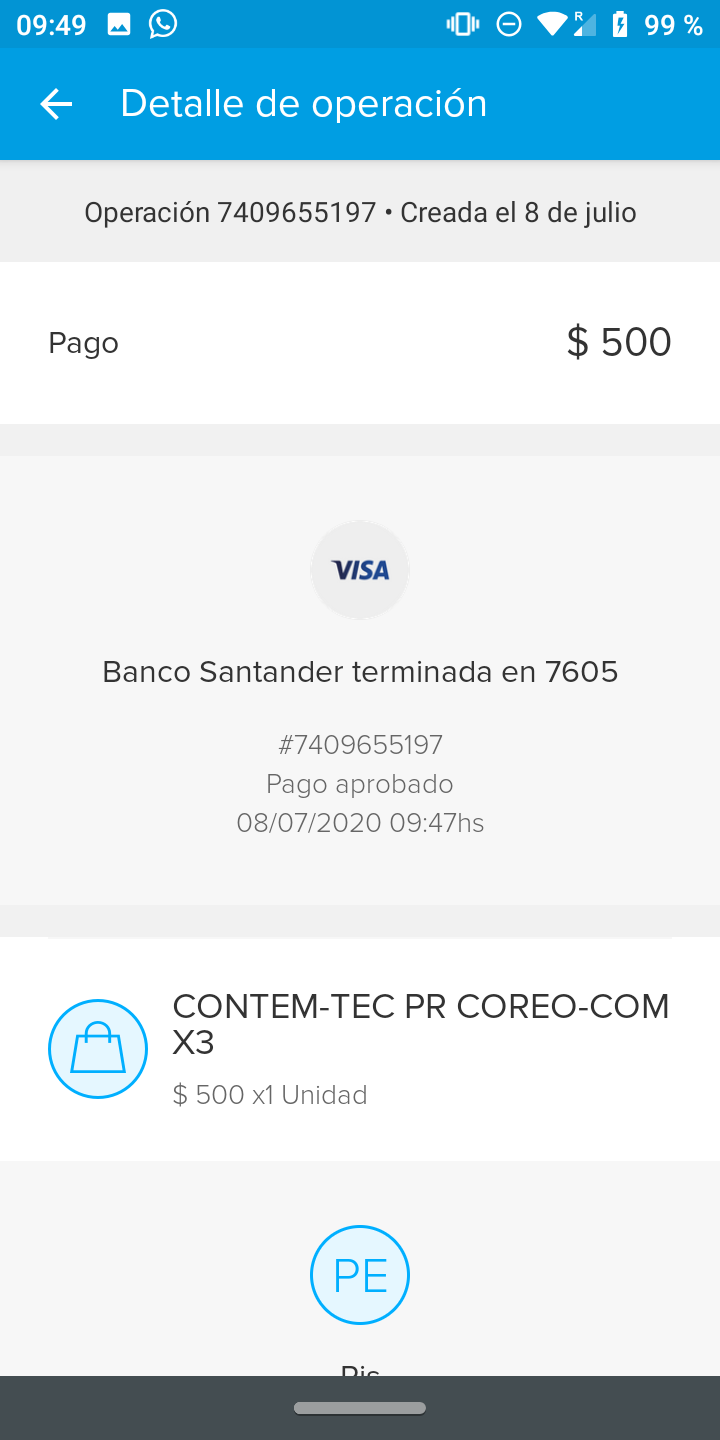 09:49 R 99 %
Detalle de operación
Operación 7409655197 • Creada el 8 de julio
Pago $ 500
VISA
Banco Santander terminada en 7605
#7409655197
Pago aprobado
08/07/2020 09:47hs
CONTEM-TEC PR COREO-COM
X3
$ 500 x1 Unidad
PE